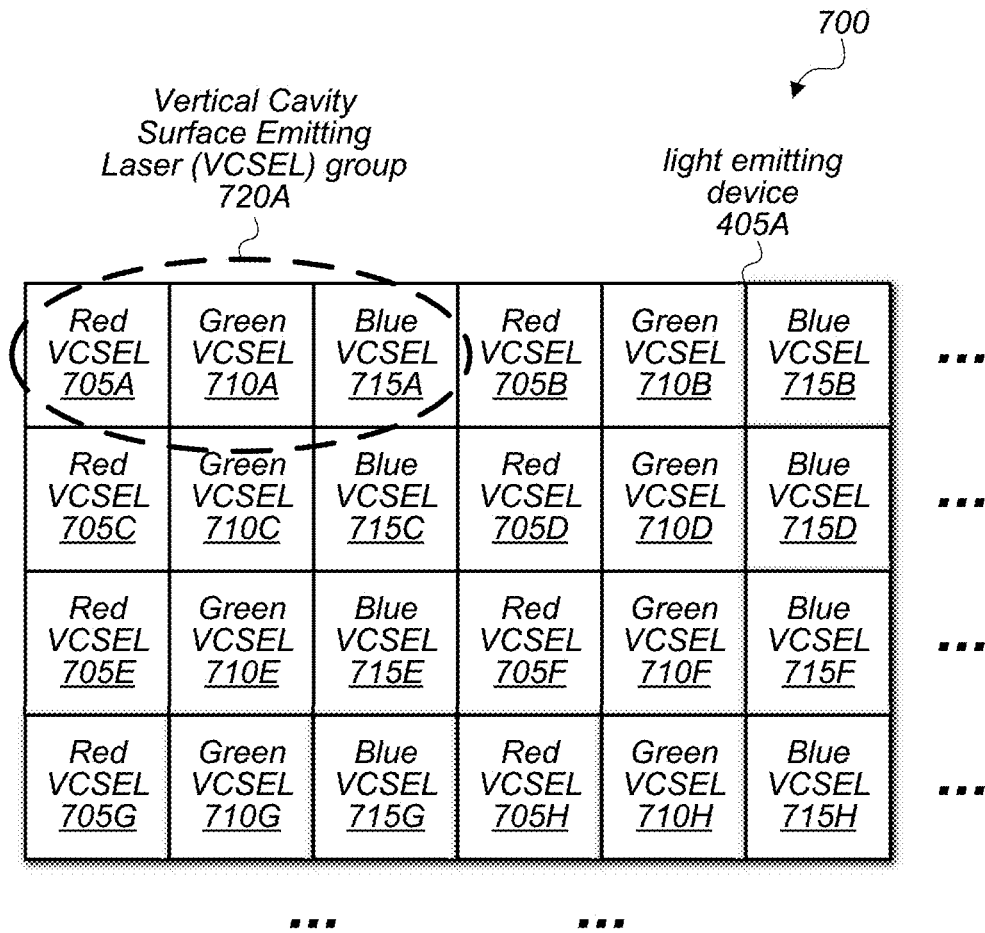 700
Vertical Cavity
Surface Emitting
Laser (VCSEL) group
720A
light emitting
device
405A
Red
VCSEL
705A
Green
VCSEL
710A
Blue
VCSEL
715A
Red
VCSEL
705B
Green
VCSEL
710B
Blue
VCSEL
715B
...
Red
VCSEL
705C
Green
VCSEL
710C
Blue
VCSEL
715C
Red
VCSEL
705D
Green
VCSEL
710D
Blue
VCSEL
715D
...
Red
VCSEL
705E
Green
VCSEL
710E
Blue
VCSEL
715E
Red
VCSEL
705F
Green
VCSEL
710F
Blue
VCSEL
715F
...
Red
VCSEL
705G
Green
VCSEL
710G
Blue
VCSEL
715G
Red
VCSEL
705H
Green
VCSEL
710H
Blue
VCSEL
715H
...
... ...